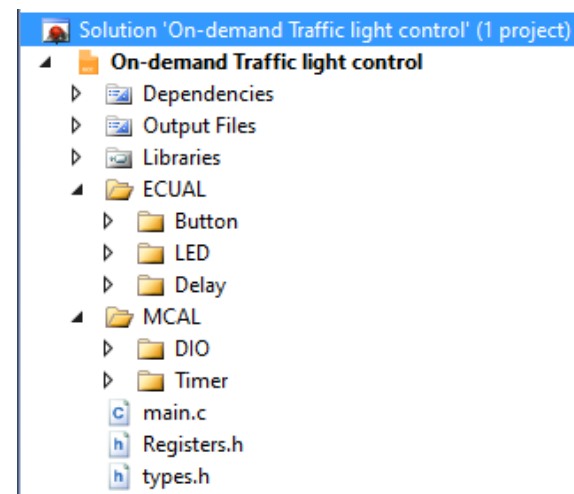 Solution 'On-demand Traffic light control' (1 project)
On-demand Traffic light control
Dependencies
Output Files
Libraries
ECUAL
Button
LED
Delay
MCAL
DIO
Timer
main.c
Registers.h
types.h